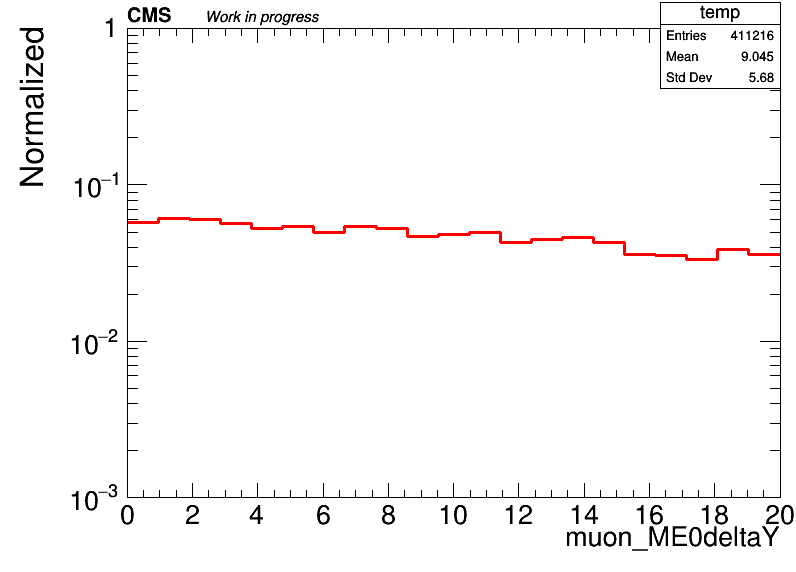 CMS Work in progress
temp
Entries 411216
Mean 9.045
Std Dev 5.68
Normalized
1
10⁻¹
10⁻²
10⁻³
0 2 4 6 8 10 12 14 16 18 20
muon_ME0deltaY